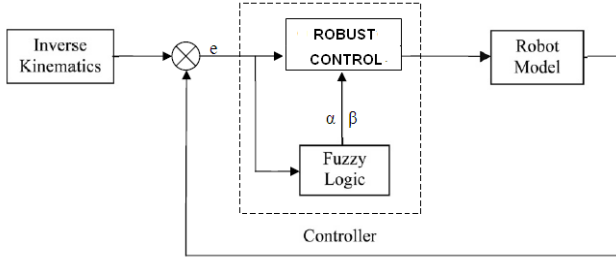 Inverse
Kinematics
e
ROBUST
CONTROL
Robot
Model
α β
Fuzzy
Logic
Controller